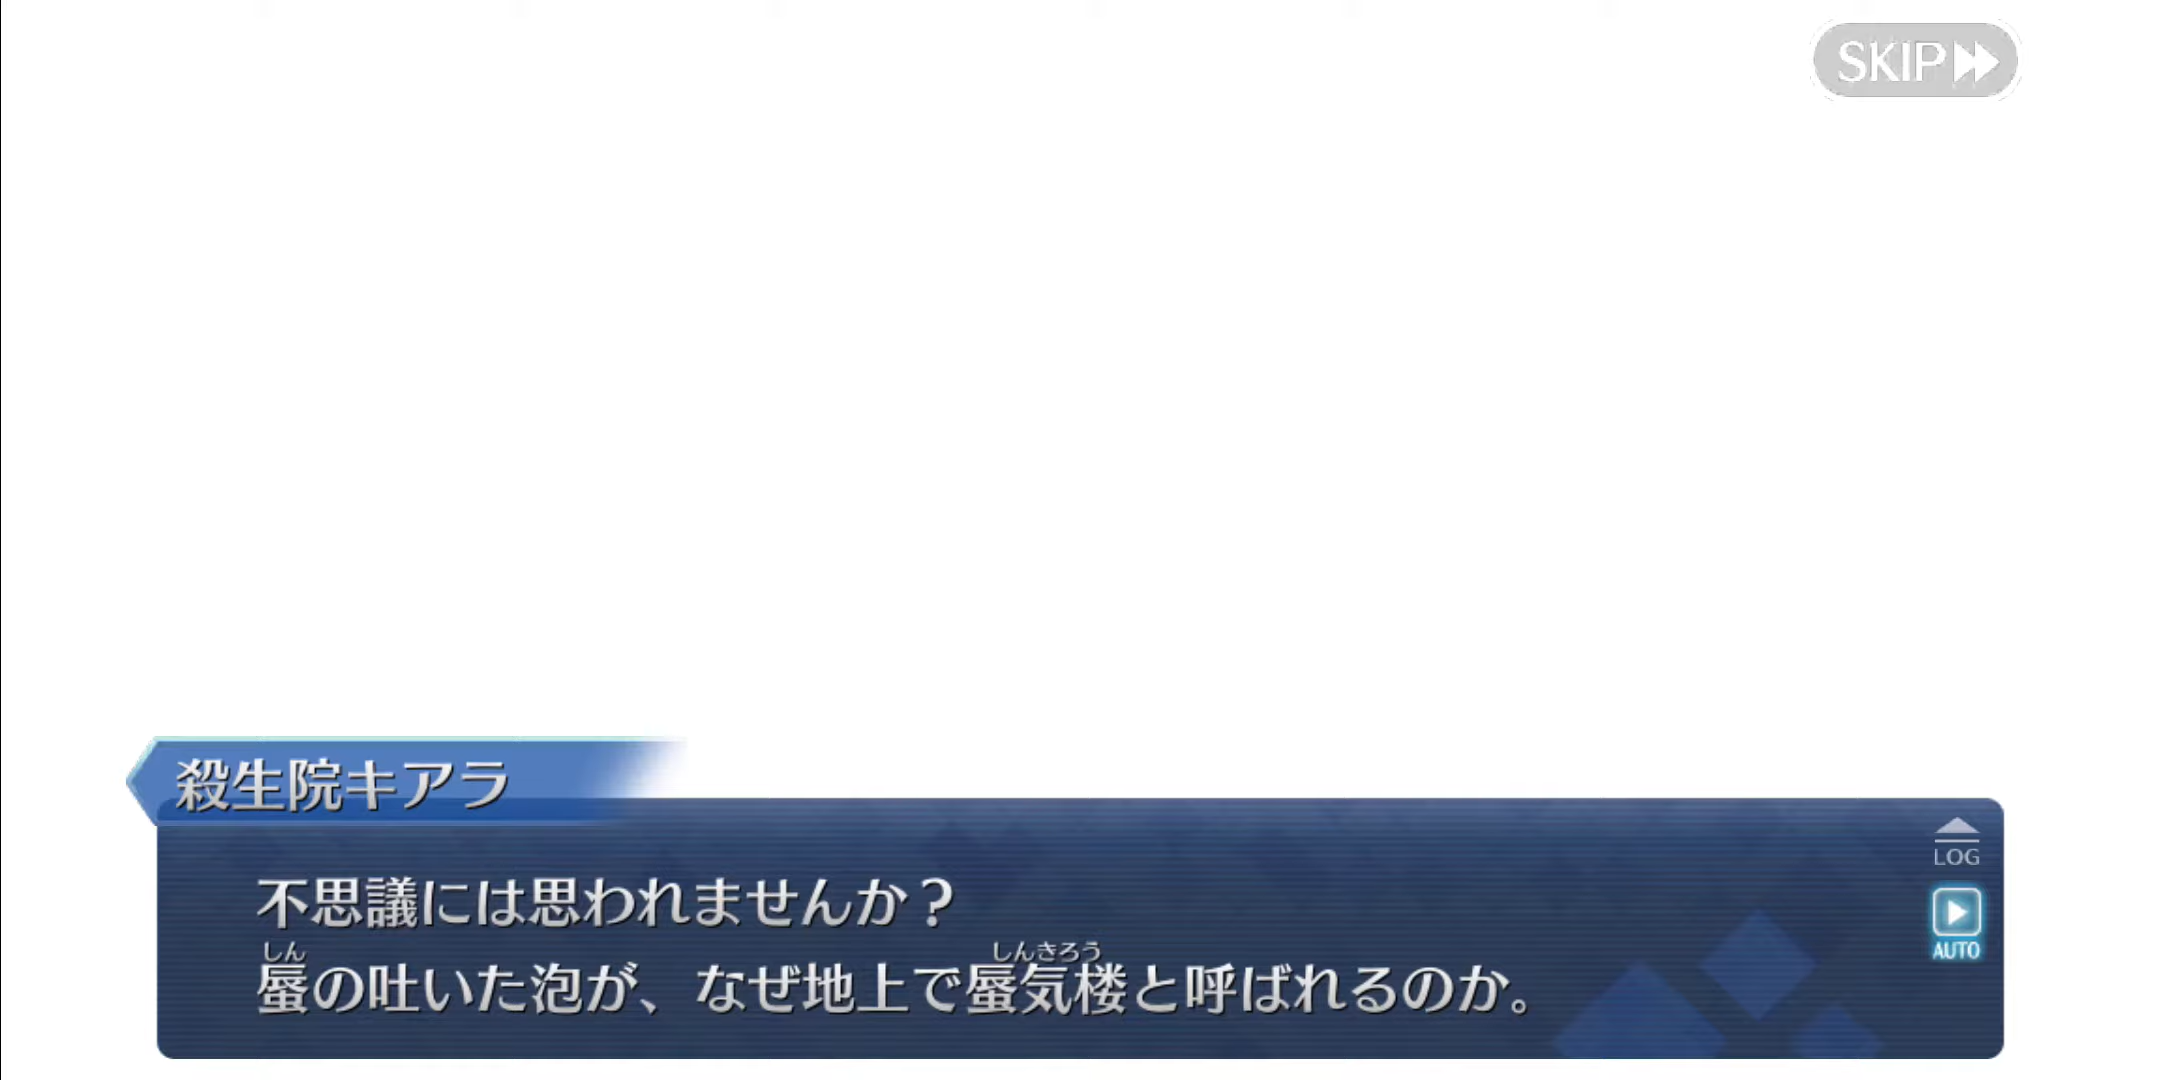 SKIP
殺生院キアラ
LOG
不思議には思われませんか？
AUTO
しん しんきろう
蜃の吐いた泡が、なぜ地上で蜃気楼と呼ばれるのか。